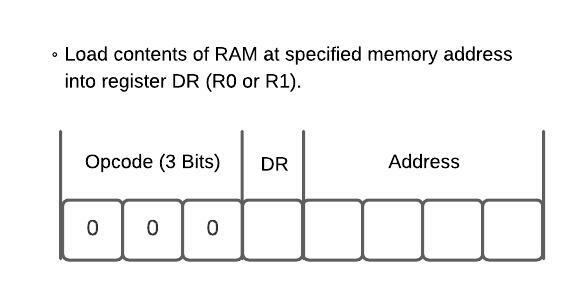 ◦ Load contents of RAM at specified memory address
into register DR (R0 or R1).
Opcode (3 Bits) DR Address
0 0 0